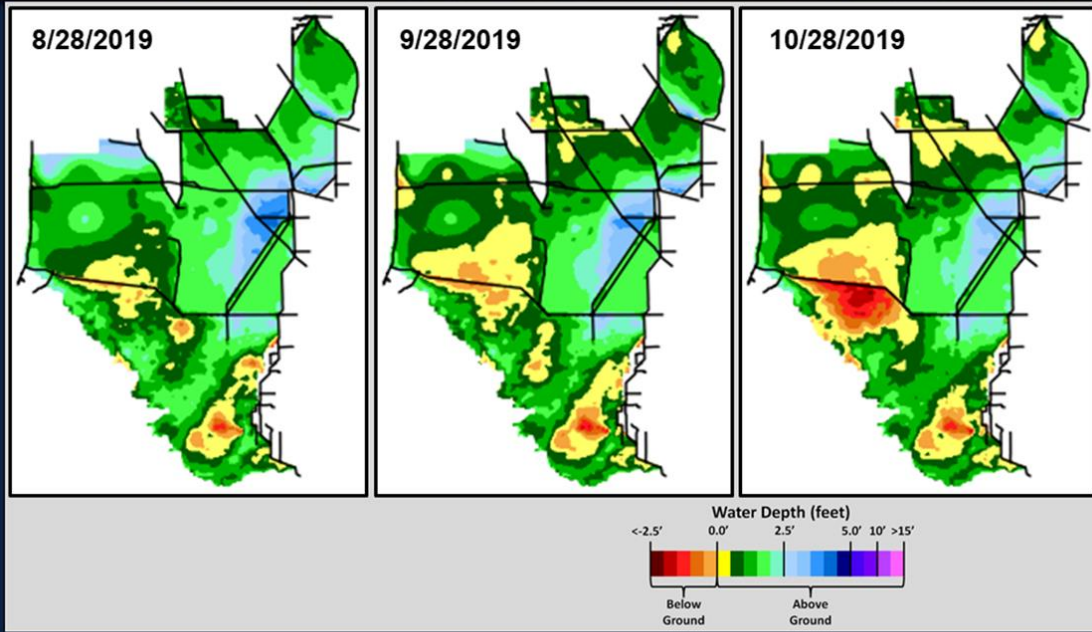 8/28/2019
9/28/2019
10/28/2019
Water Depth (feet)
<-2.5’ 0.0’ 2.5’ 5.0’ 10’ >15’
Below Above
Ground Ground